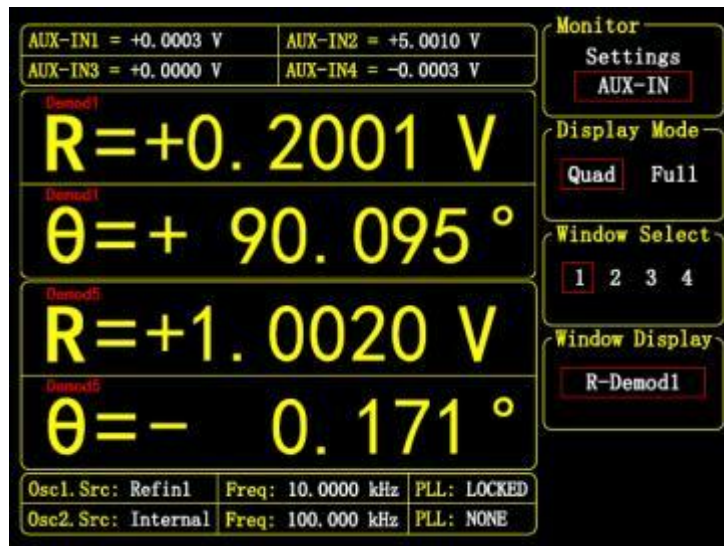 AUX-IN1 = +0.0003 V AUX-IN2 = +5.0010 V
AUX-IN3 = +0.0000 V AUX-IN4 = -0.0003 V
Demod1
R=+0.2001 V
Demod1
θ=+ 90.095°
Demod5
R=+1.0020 V
Demod5
θ=- 0.171°
Osc1.Src: Refin1 Freq: 10.0000 kHz PLL: LOCKED
Osc2.Src: Internal Freq: 100.000 kHz PLL: NONE
Monitor
Settings
AUX-IN
Display Mode
Quad Full
Window Select
1 2 3 4
Window Display
R-Demod1